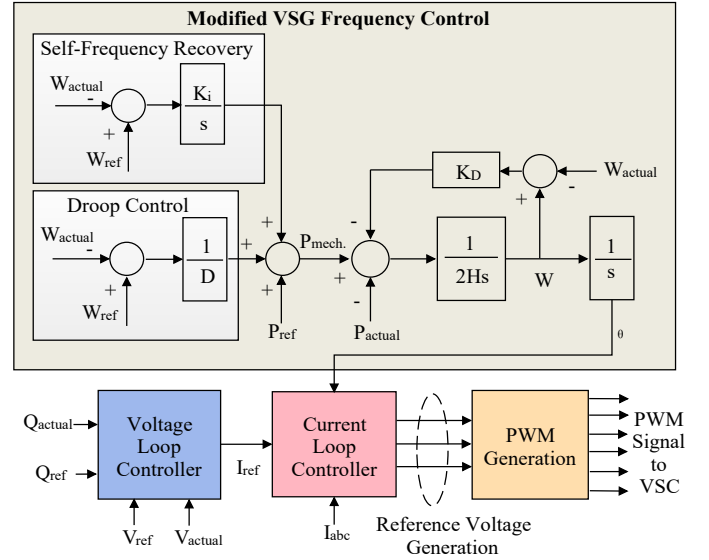 Modified VSG Frequency Control
Self-Frequency Recovery
Wactual
-
+
Wref
Ki
s
KD
Wactual
-
+
Droop Control
Wactual
-
+
Wref
1
D
+
+
+
Pmech.
Pref
-
+
-
Pactual
1
2Hs
W
1
s
θ
Qactual
Qref
Voltage
Loop
Controller
Vref
Vactual
Iref
Current
Loop
Controller
Iabc
Reference Voltage
Generation
PWM
Generation
PWM
Signal
to
VSC